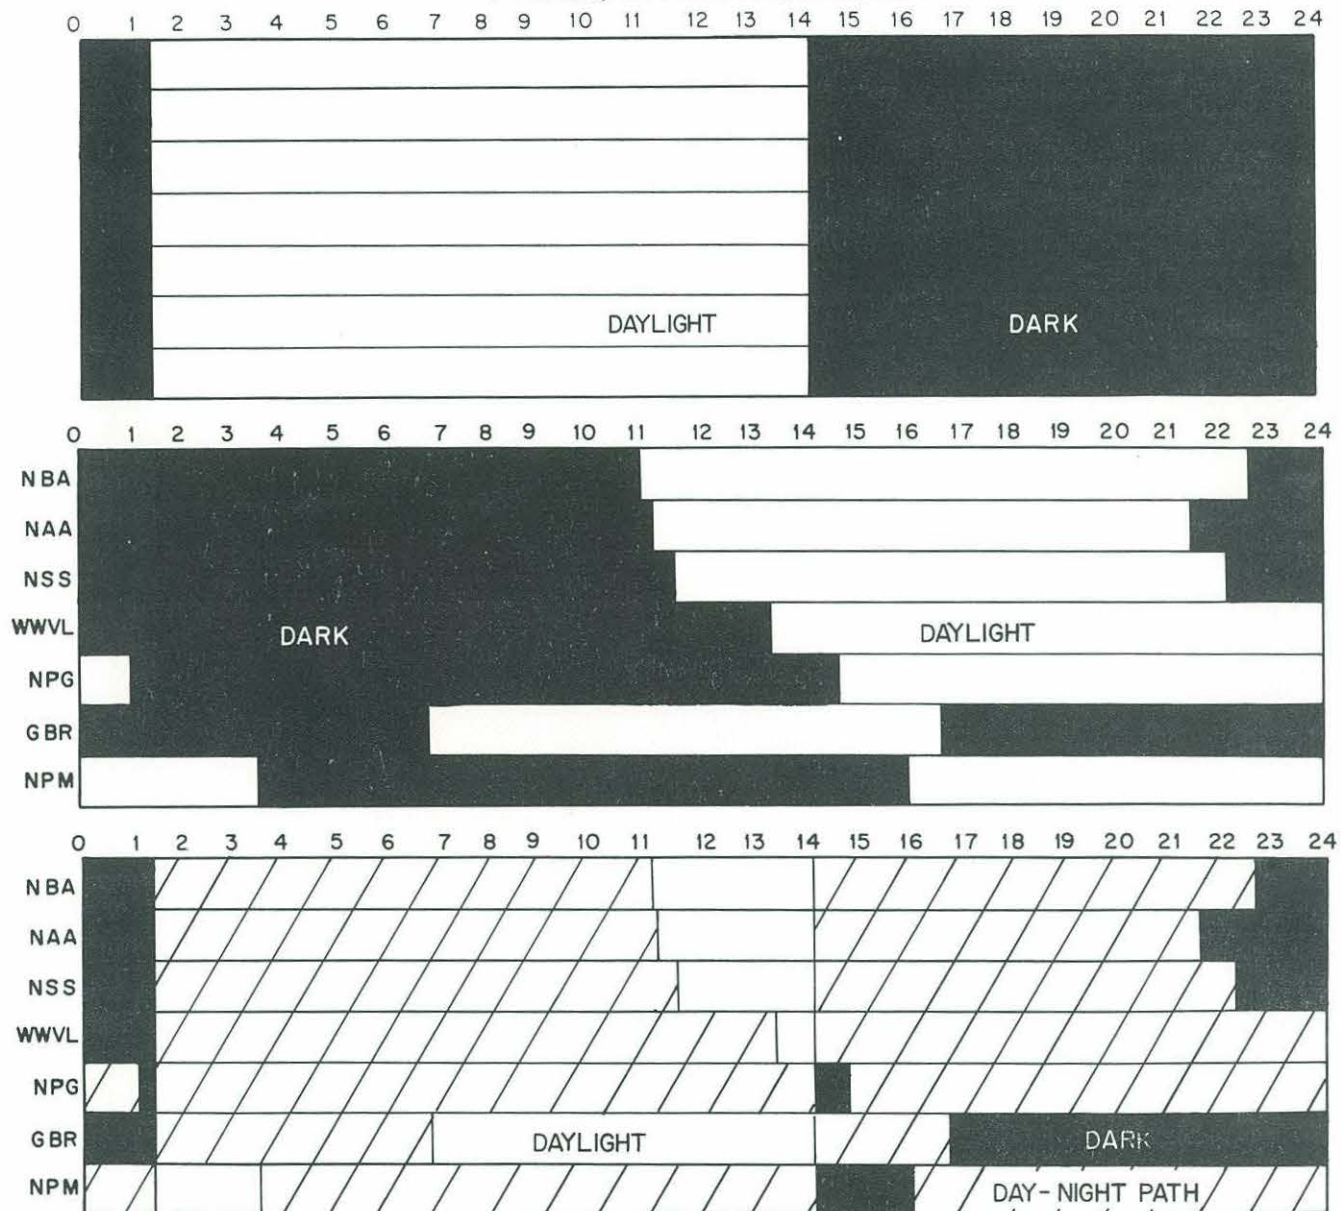 0 1 2 3 4 5 6 7 8 9 10 11 12 13 14 15 16 17 18 19 20 21 22 23 24
DAYLIGHT DARK
0 1 2 3 4 5 6 7 8 9 10 11 12 13 14 15 16 17 18 19 20 21 22 23 24
NBA
NAA
NSS
WWVL DARK DAYLIGHT
NPG
GBR
NPM
0 1 2 3 4 5 6 7 8 9 10 11 12 13 14 15 16 17 18 19 20 21 22 23 24
NBA
NAA
NSS
WWVL
NPG
GBR DAYLIGHT DARK
NPM DAY-NIGHT PATH